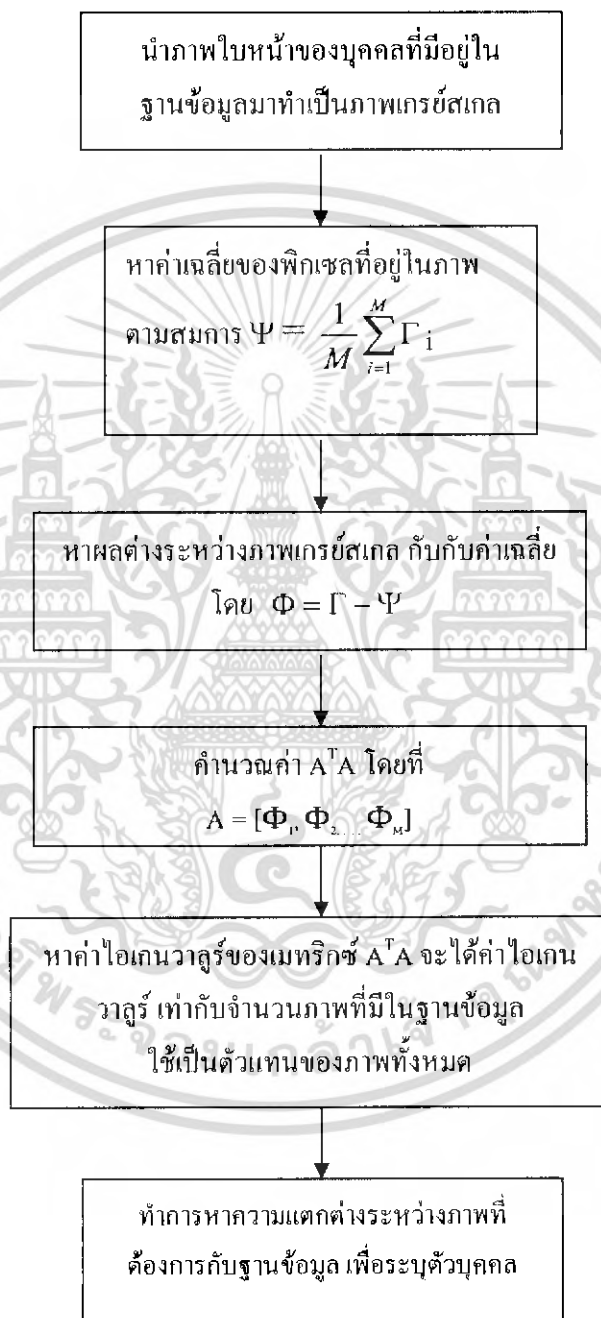 นำภาพใบหน้าของบุคคลที่มีอยู่ใน
ฐานข้อมูลมาทำเป็นภาพเกรย์สเกล
หาค่าเฉลี่ยของพิกเซลที่อยู่ในภาพ
ตามสมการ Ψ = \frac{1}{M} \sum_{i=1}^{M} Γ_i
หาผลต่างระหว่างภาพเกรย์สเกล กับกับค่าเฉลี่ย
โดย Φ = Γ − Ψ
คำนวณค่า A^T A โดยที่
A = [Φ_1, Φ_2, ... Φ_M]
หาค่าไอเกนวาลูร์ของเมทริกซ์ A^T A จะได้ค่าไอเกน
วาลูร์ เท่ากับจำนวนภาพที่มีในฐานข้อมูล
ใช้เป็นตัวแทนของภาพทั้งหมด
ทำการหาความแตกต่างระหว่างภาพที่
ต้องการกับฐานข้อมูล เพื่อระบุตัวบุคคล